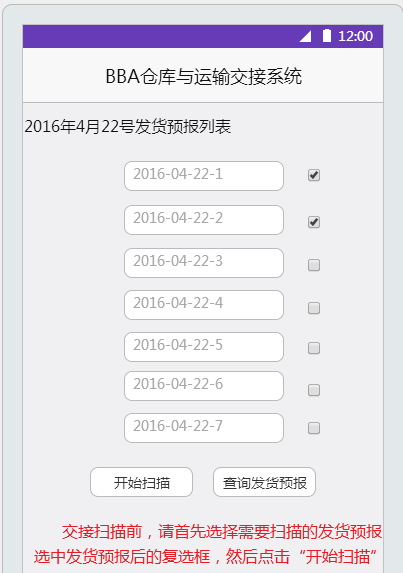 12:00
BBA仓库与运输交接系统
2016年4月22号发货预报列表
2016-04-22-1
2016-04-22-2
2016-04-22-3
2016-04-22-4
2016-04-22-5
2016-04-22-6
2016-04-22-7
开始扫描 查询发货预报
交接扫描前，请首先选择需要扫描的发货预报
选中发货预报后的复选框，然后点击“开始扫描”